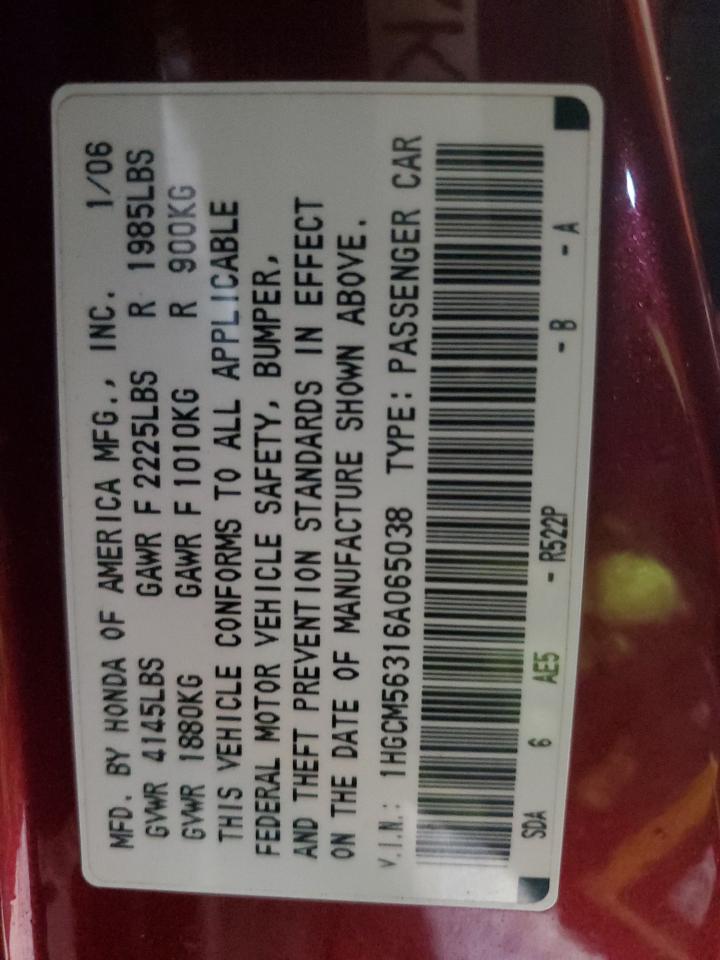 MFD. BY HONDA OF AMERICA MFG., INC. 1/06
GVWR 4145LBS GAWR F 2225LBS R 1985LBS
GVWR 1880KG GAWR F 1010KG R 900KG
THIS VEHICLE CONFORMS TO ALL APPLICABLE
FEDERAL MOTOR VEHICLE SAFETY, BUMPER,
AND THEFT PREVENTION STANDARDS IN EFFECT
ON THE DATE OF MANUFACTURE SHOWN ABOVE.
V.I.N.: 1HGCM56316A065038 TYPE: PASSENGER CAR
SDA 6 AE5 - R522P - B - A